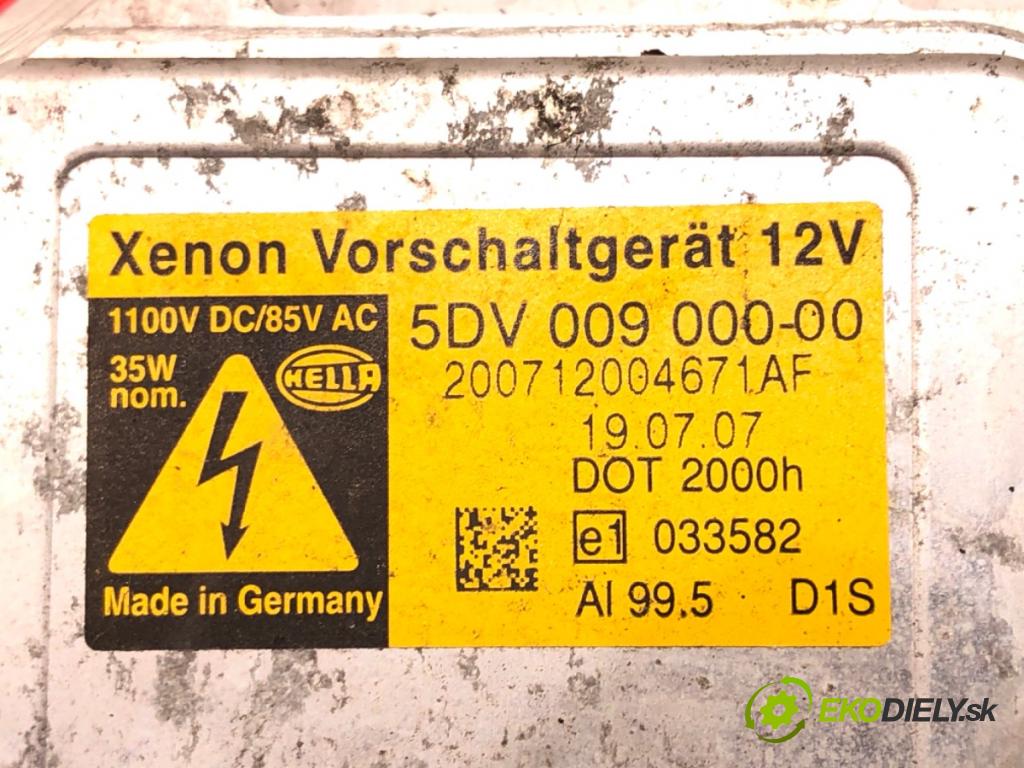 Xenon Vorschaltgerät 12V
1100V DC/85V AC
35W
nom.
HELLA
Made in Germany
5DV 009 000-00
200712004671AF
19.07.07
DOT 2000h
e1 033582
Al 99.5 D1S
EKODIELY.sk